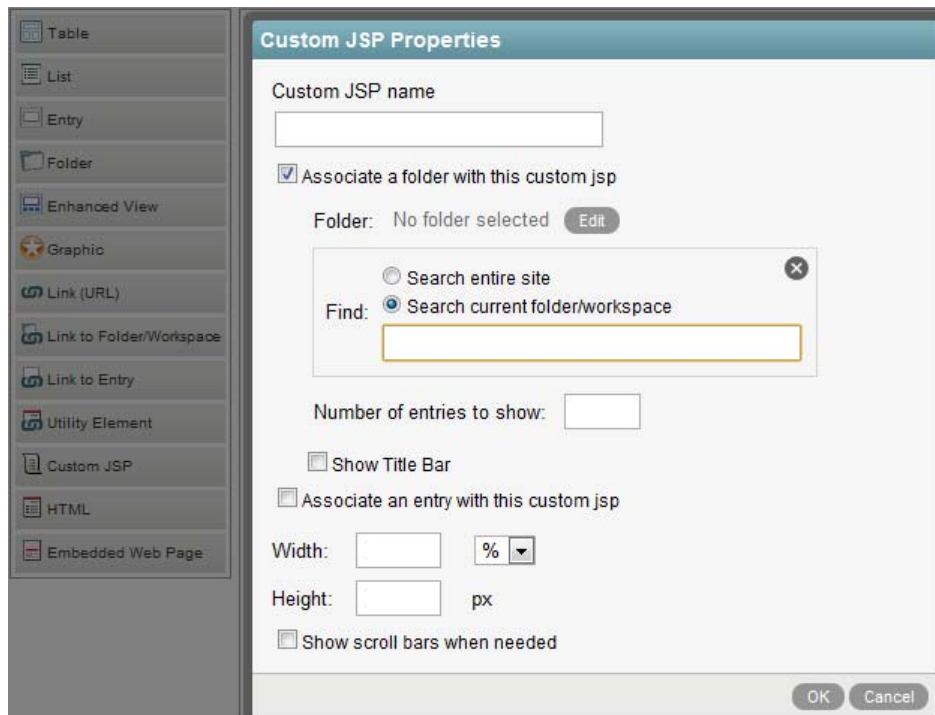 Table
List
Entry
Folder
Enhanced View
Graphic
Link (URL)
Link to Folder/Workspace
Link to Entry
Utility Element
Custom JSP
HTML
Embedded Web Page
Custom JSP Properties
Custom JSP name
Associate a folder with this custom jsp
Folder: No folder selected Edit
Search entire site
Find: Search current folder/workspace
Number of entries to show:
Show Title Bar
Associate an entry with this custom jsp
Width: %
Height: px
Show scroll bars when needed
OK Cancel